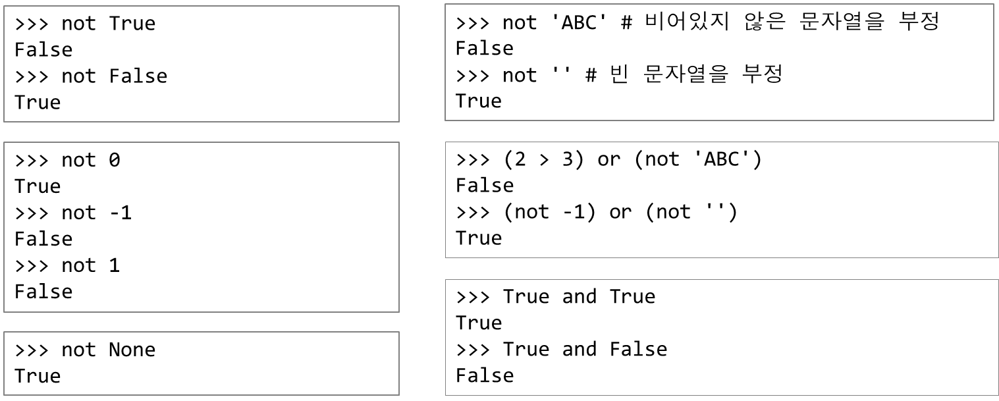 >>> not True
False
>>> not False
True
>>> not 0
True
>>> not -1
False
>>> not 1
False
>>> not None
True
>>> not 'ABC' # 비어있지 않은 문자열을 부정
False
>>> not '' # 빈 문자열을 부정
True
>>> (2 > 3) or (not 'ABC')
False
>>> (not -1) or (not '')
True
>>> True and True
True
>>> True and False
False